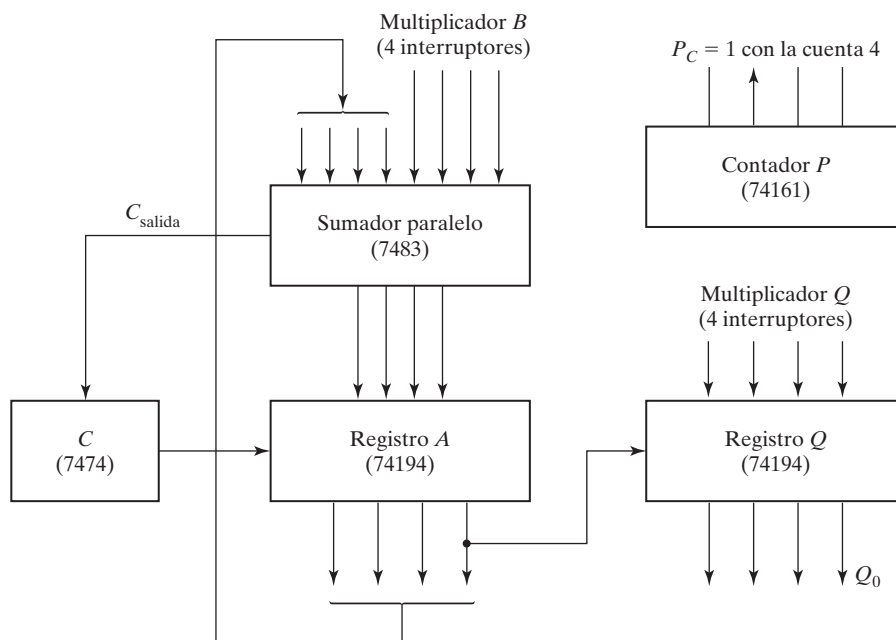 Multiplicador B
(4 interruptores)
P_C = 1 con la cuenta 4
Contador P
(74161)
C_salida
Sumador paralelo
(7483)
Multiplicador Q
(4 interruptores)
C
(7474)
Registro A
(74194)
Registro Q
(74194)
Q_0